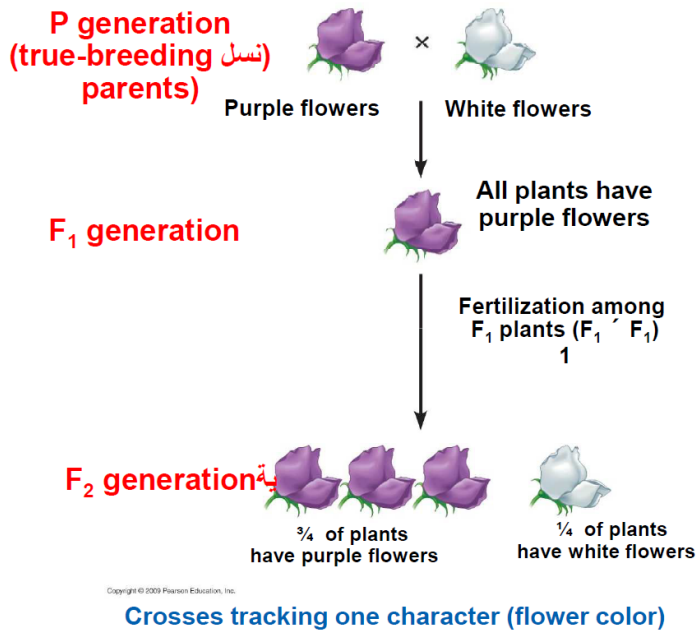 P generation
(true-breeding نسل)
parents)
×
Purple flowers
White flowers
All plants have
purple flowers
F₁ generation
Fertilization among
F₁ plants (F₁ ´ F₁)
1
F₂ generationية
¾ of plants
have purple flowers
¼ of plants
have white flowers
Copyright © 2009 Pearson Education, Inc.
Crosses tracking one character (flower color)